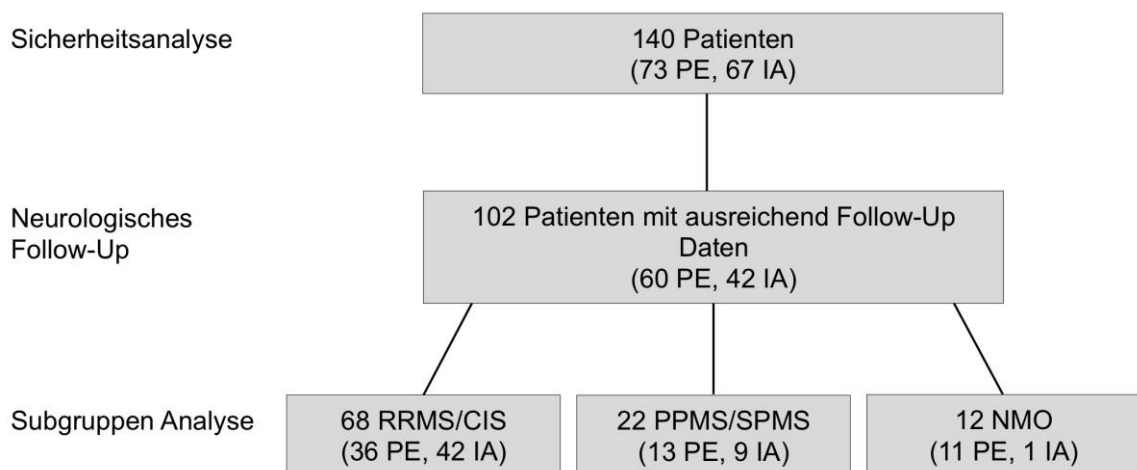 Sicherheitsanalyse
140 Patienten
(73 PE, 67 IA)
Neurologisches
Follow-Up
102 Patienten mit ausreichend Follow-Up
Daten
(60 PE, 42 IA)
Subgruppen Analyse
68 RRMS/CIS
(36 PE, 42 IA)
22 PPMS/SPMS
(13 PE, 9 IA)
12 NMO
(11 PE, 1 IA)